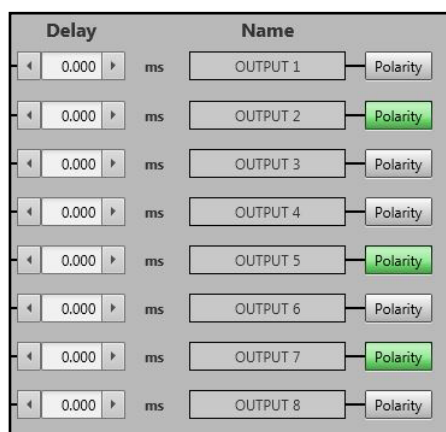 Delay Name
0.000 ms OUTPUT 1 Polarity
0.000 ms OUTPUT 2 Polarity
0.000 ms OUTPUT 3 Polarity
0.000 ms OUTPUT 4 Polarity
0.000 ms OUTPUT 5 Polarity
0.000 ms OUTPUT 6 Polarity
0.000 ms OUTPUT 7 Polarity
0.000 ms OUTPUT 8 Polarity